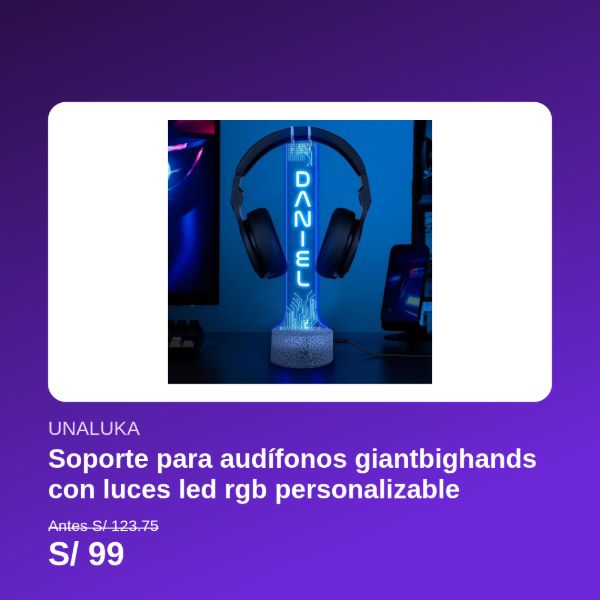 DANIEL
UNALUKA
Soporte para audífonos giantbighands
con luces led rgb personalizable
Antes S/ 123.75
S/ 99